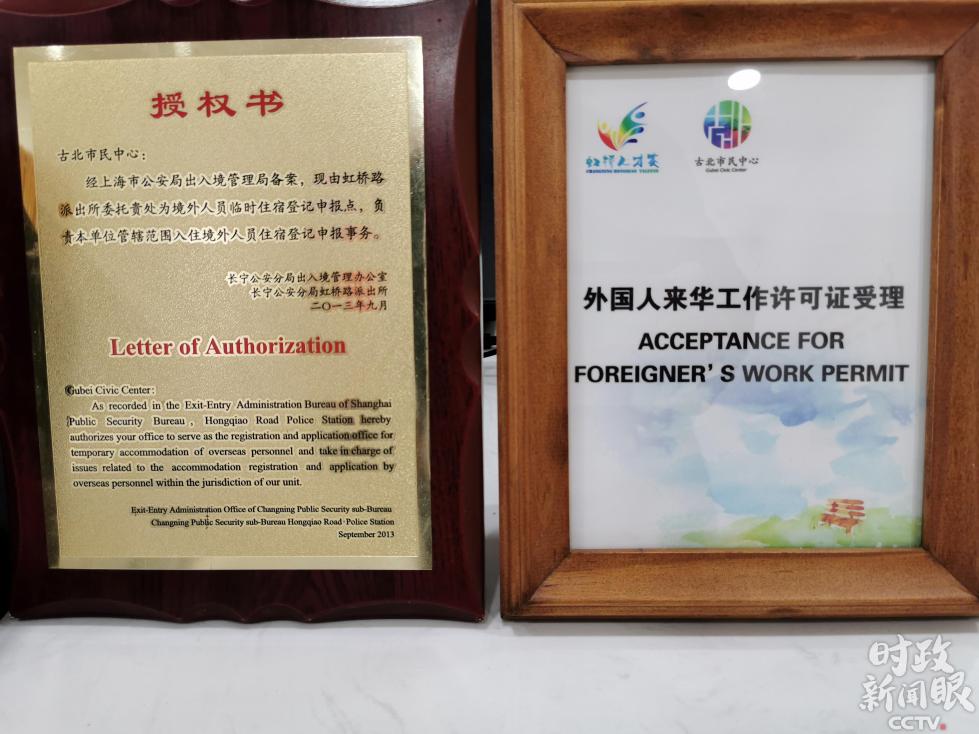 授权书
古北市民中心：
经上海市公安局出入境管理局备案，现由虹桥路
派出所委托贵处为境外人员临时住宿登记申报点，负
责本单位管辖范围入住境外人员住宿登记申报事务。
长宁公安分局出入境管理办公室
长宁公安分局虹桥路派出所
二〇一三年九月
Letter of Authorization
Gubei Civic Center:
As recorded in the Exit-Entry Administration Bureau of Shanghai
Public Security Bureau , Hongqiao Road Police Station hereby
authorizes your office to serve as the registration and application office for
temporary accommodation of overseas personnel and take in charge of
issues related to the accommodation registration and application by
overseas personnel within the jurisdiction of our unit.
Exit-Entry Administration Office of Changning Public Security sub-Bureau
Changning Public Security sub-Bureau Hongqiao Road·Police Station
September 2013
虹桥人才荟
CHANGNING HONGQIAO TALENTS
古北市民中心
Gubei Civic Center
外国人来华工作许可证受理
ACCEPTANCE FOR
FOREIGNER'S WORK PERMIT
时政
新闻眼
CCTV